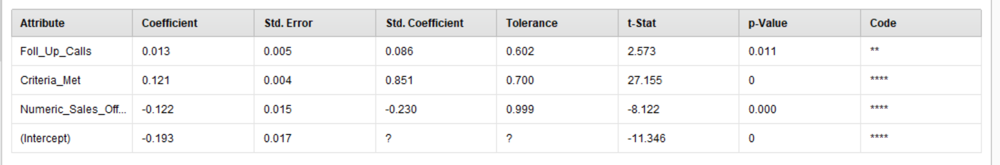 Attribute Coefficient Std. Error Std. Coefficient Tolerance t-Stat p-Value Code
Foll_Up_Calls 0.013 0.005 0.086 0.602 2.573 0.011 **
Criteria_Met 0.121 0.004 0.851 0.700 27.155 0 ****
Numeric_Sales_Off... -0.122 0.015 -0.230 0.999 -8.122 0.000 ****
(Intercept) -0.193 0.017 ? ? -11.346 0 ****